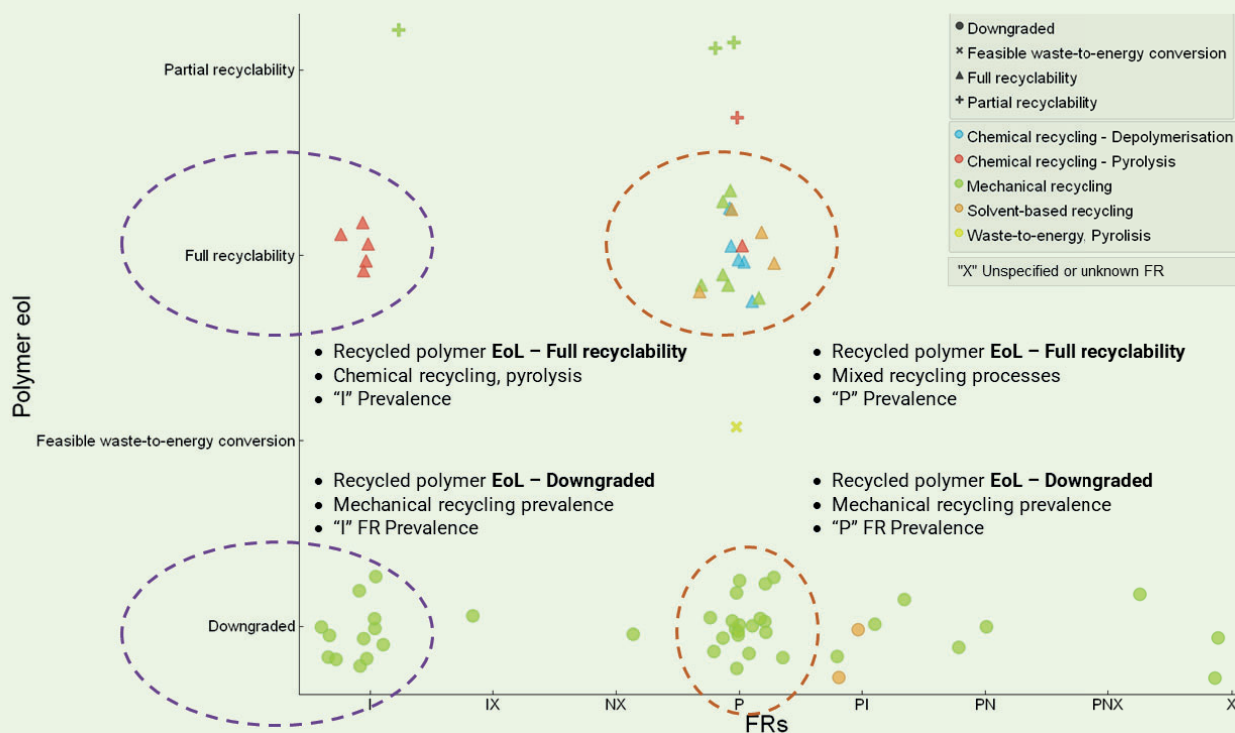 Partial recyclability
Full recyclability
Polymer eol
Feasible waste-to-energy conversion
Downgraded
Downgraded
Feasible waste-to-energy conversion
Full recyclability
Partial recyclability
Chemical recycling - Depolymerisation
Chemical recycling - Pyrolysis
Mechanical recycling
Solvent-based recycling
Waste-to-energy, Pyrolisis
"X" Unspecified or unknown FR
• Recycled polymer EoL – Full recyclability
• Chemical recycling, pyrolysis
• “I” Prevalence
• Recycled polymer EoL – Full recyclability
• Mixed recycling processes
• “P” Prevalence
• Recycled polymer EoL – Downgraded
• Mechanical recycling prevalence
• “I” FR Prevalence
• Recycled polymer EoL – Downgraded
• Mechanical recycling prevalence
• “P” FR Prevalence
I IX NX P PI PN PNX X
FRs